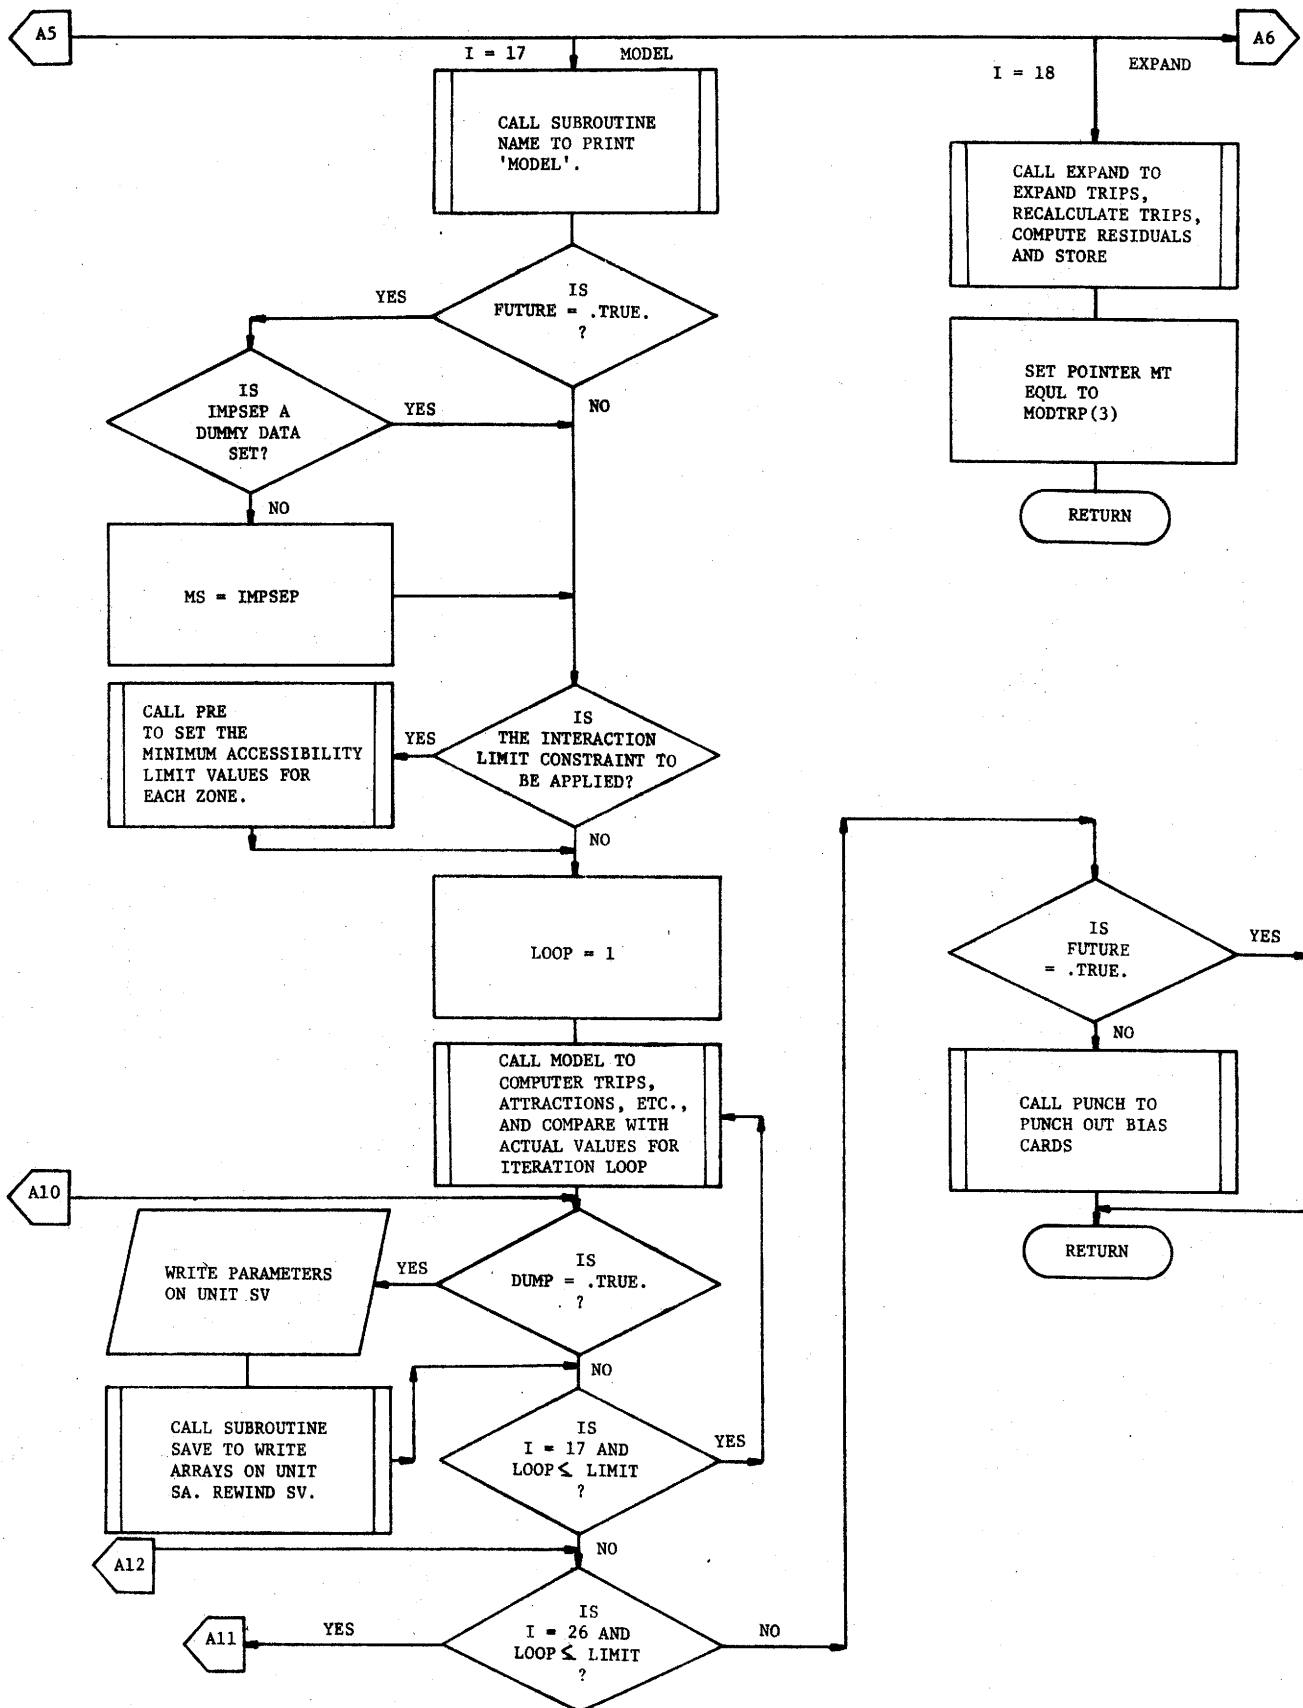 A5
A6
I = 17
MODEL
I = 18
EXPAND
CALL SUBROUTINE
NAME TO PRINT
'MODEL'.
CALL EXPAND TO
EXPAND TRIPS,
RECALCULATE TRIPS,
COMPUTE RESIDUALS
AND STORE
IS
FUTURE = .TRUE.
?
YES
NO
SET POINTER MT
EQUL TO
MODTRP(3)
IS
IMPSEP A
DUMMY DATA
SET?
YES
NO
RETURN
MS = IMPSEP
CALL PRE
TO SET THE
MINIMUM ACCESSIBILITY
LIMIT VALUES FOR
EACH ZONE.
YES
IS
THE INTERACTION
LIMIT CONSTRAINT TO
BE APPLIED?
NO
LOOP = 1
IS
FUTURE
= .TRUE.
YES
NO
CALL MODEL TO
COMPUTER TRIPS,
ATTRACTIONS, ETC.,
AND COMPARE WITH
ACTUAL VALUES FOR
ITERATION LOOP
CALL PUNCH TO
PUNCH OUT BIAS
CARDS
A10
RETURN
WRITE PARAMETERS
ON UNIT SV
YES
IS
DUMP = .TRUE.
?
NO
CALL SUBROUTINE
SAVE TO WRITE
ARRAYS ON UNIT
SA. REWIND SV.
IS
I = 17 AND
LOOP ≤ LIMIT
?
YES
NO
A12
IS
I = 26 AND
LOOP ≤ LIMIT
?
YES
NO
A11